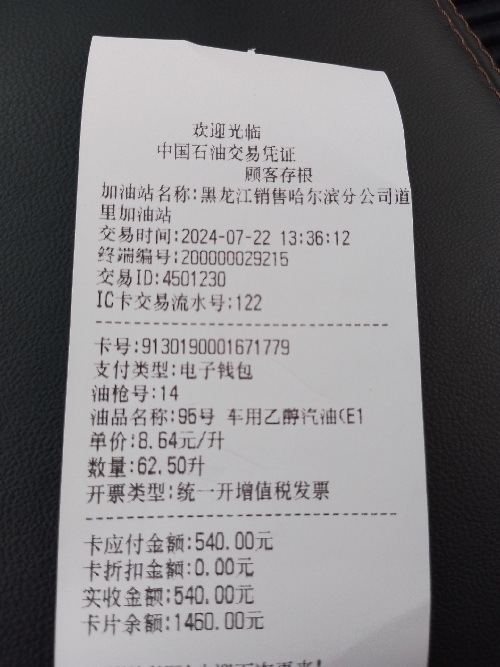 欢迎光临
中国石油交易凭证
顾客存根
加油站名称:黑龙江销售哈尔滨分公司道
里加油站
交易时间:2024-07-22 13:36:12
终端编号:200000029215
交易ID:4501230
IC卡交易流水号:122
卡号:9130190001671779
支付类型:电子钱包
油枪号:14
油品名称:95号 车用乙醇汽油(E1
单价:8.64元/升
数量:62.50升
开票类型:统一开增值税发票
卡应付金额:540.00元
卡折扣金额:0.00元
实收金额:540.00元
卡片余额:1460.00元